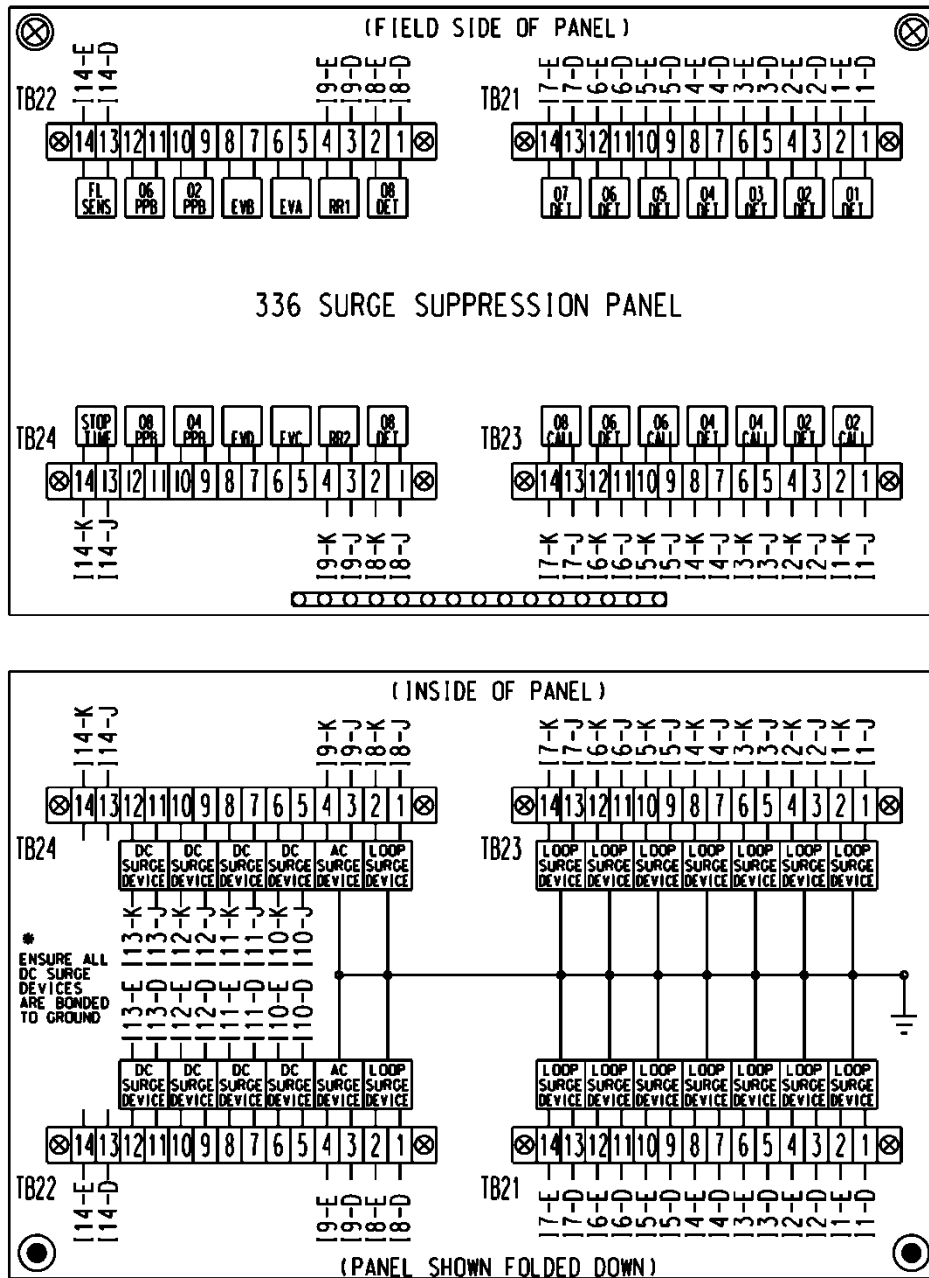 (FIELD SIDE OF PANEL)
I14-E I14-D I9-E I9-D I8-E I8-D I7-E I7-D I6-E I6-D I5-E I5-D I4-E I4-D I3-E I3-D I2-E I2-D I1-E I1-D
TB22 TB21
14 13 12 11 10 9 8 7 6 5 4 3 2 1 14 13 12 11 10 9 8 7 6 5 4 3 2 1
FL SENS 06 PPB 02 PPB EVB EVA RR1 08 DET 07 DET 06 DET 05 DET 04 DET 03 DET 02 DET 01 DET
336 SURGE SUPPRESSION PANEL
TB24 STOP TIME 08 PPB 04 PPB EVD EVC RR2 08 DET TB23 08 CALL 06 DET 06 CALL 04 DET 04 CALL 02 DET 02 CALL
14 13 12 11 10 9 8 7 6 5 4 3 2 1 14 13 12 11 10 9 8 7 6 5 4 3 2 1
I14-K I14-J I9-K I9-J I8-K I8-J I7-K I7-J I6-K I6-J I5-K I5-J I4-K I4-J I3-K I3-J I2-K I2-J I1-K I1-J
(INSIDE OF PANEL)
I14-K I14-J I9-K I9-J I8-K I8-J I7-K I7-J I6-K I6-J I5-K I5-J I4-K I4-J I3-K I3-J I2-K I2-J I1-K I1-J
14 13 12 11 10 9 8 7 6 5 4 3 2 1 14 13 12 11 10 9 8 7 6 5 4 3 2 1
TB24 TB23
DC DC DC DC AC LOOP LOOP LOOP LOOP LOOP LOOP LOOP LOOP
SURGE SURGE SURGE SURGE SURGE SURGE SURGE SURGE SURGE SURGE SURGE SURGE SURGE
DEVICE DEVICE DEVICE DEVICE DEVICE DEVICE DEVICE DEVICE DEVICE DEVICE DEVICE DEVICE DEVICE
I13-K I13-J I12-K I12-J I11-K I11-J I10-K I10-J
*
ENSURE ALL
DC SURGE
DEVICES
ARE BONDED
TO GROUND
I13-E I13-D I12-E I12-D I11-E I11-D I10-E I10-D
DC DC DC DC AC LOOP LOOP LOOP LOOP LOOP LOOP LOOP LOOP
SURGE SURGE SURGE SURGE SURGE SURGE SURGE SURGE SURGE SURGE SURGE SURGE SURGE
DEVICE DEVICE DEVICE DEVICE DEVICE DEVICE DEVICE DEVICE DEVICE DEVICE DEVICE DEVICE DEVICE
14 13 12 11 10 9 8 7 6 5 4 3 2 1 14 13 12 11 10 9 8 7 6 5 4 3 2 1
TB22 TB21
I14-E I14-D I9-E I9-D I8-E I8-D I7-E I7-D I6-E I6-D I5-E I5-D I4-E I4-D I3-E I3-D I2-E I2-D I1-E I1-D
(PANEL SHOWN FOLDED DOWN)